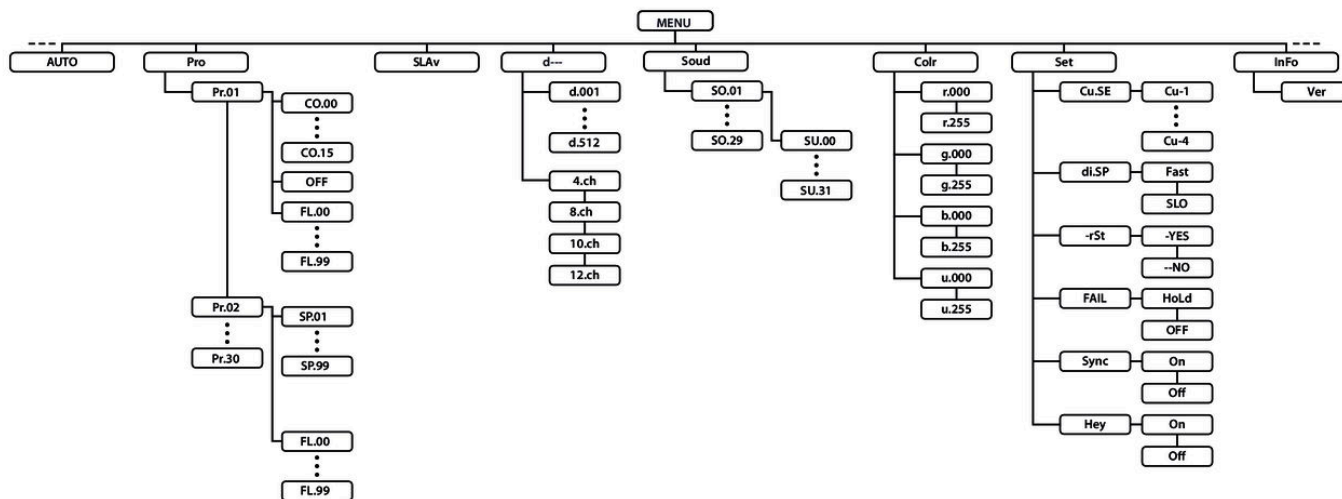 MENU
AUTO Pro SLAv d--- Soud Colr Set InFo
Pr.01 d.001 SO.01 r.000 Cu.SE Cu-1 Ver
CO.00 r.255
CO.15 d.512 SO.29 SU.00 g.000 Cu-4
OFF 4.ch g.255 di.SP Fast
FL.00 8.ch SU.31 b.000 SLO
10.ch b.255 -rSt -YES
FL.99 12.ch u.000 --NO
Pr.02 SP.01 u.255 FAIL HoLd
OFF
Pr.30 SP.99 Sync On
Off
FL.00 Hey On
Off
FL.99